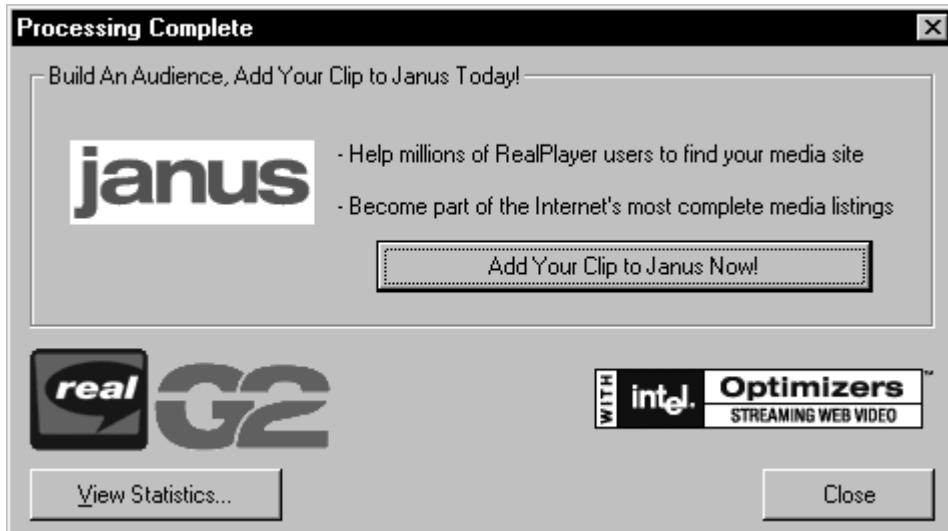 Processing Complete
Build An Audience, Add Your Clip to Janus Today!
janus
- Help millions of RealPlayer users to find your media site
- Become part of the Internet's most complete media listings
Add Your Clip to Janus Now!
real G2
WITH intel. Optimizers ™
STREAMING WEB VIDEO
View Statistics...
Close